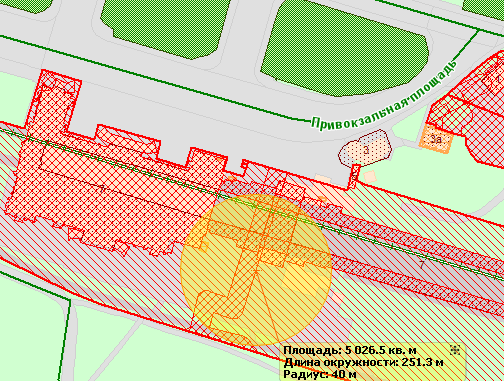 Привокзальная площадь
3
3а
7
Площадь: 5 026.5 кв. м
Длина окружности: 251.3 м
Радиус: 40 м